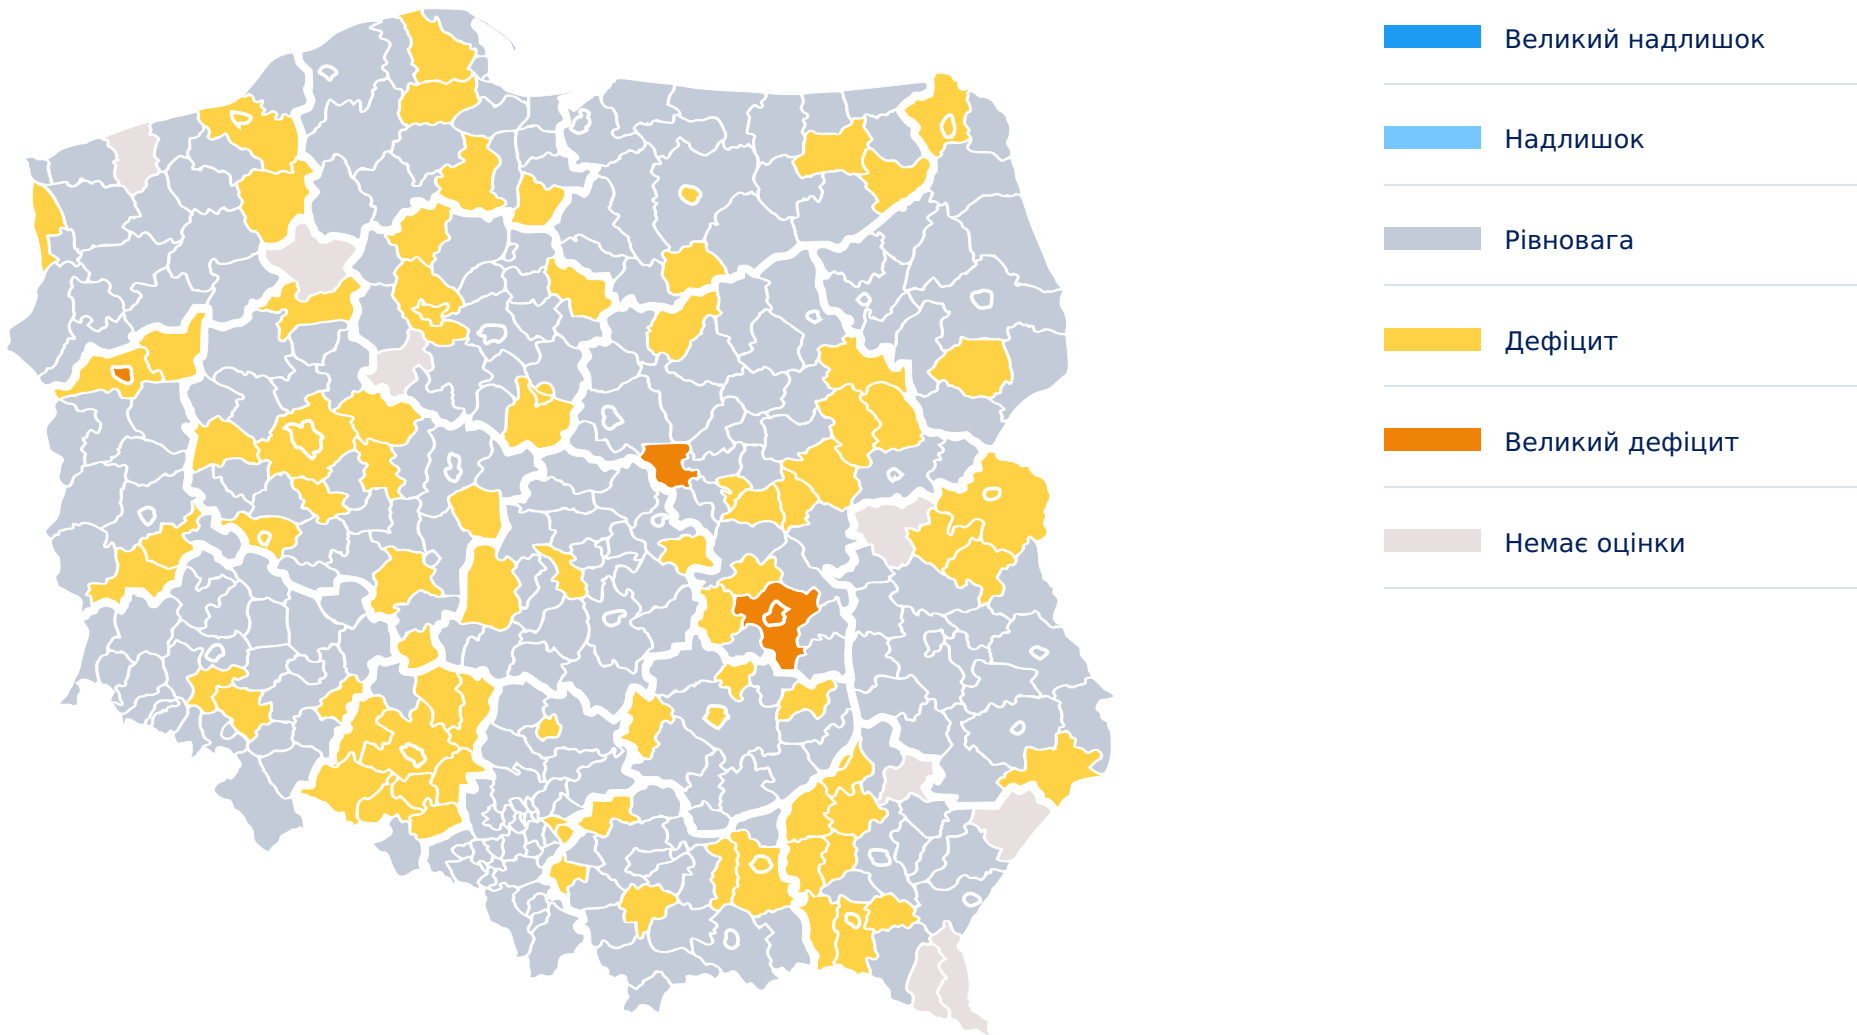 Великий надлишок
Надлишок
Рівновага
Дефіцит
Великий дефіцит
Немає оцінки